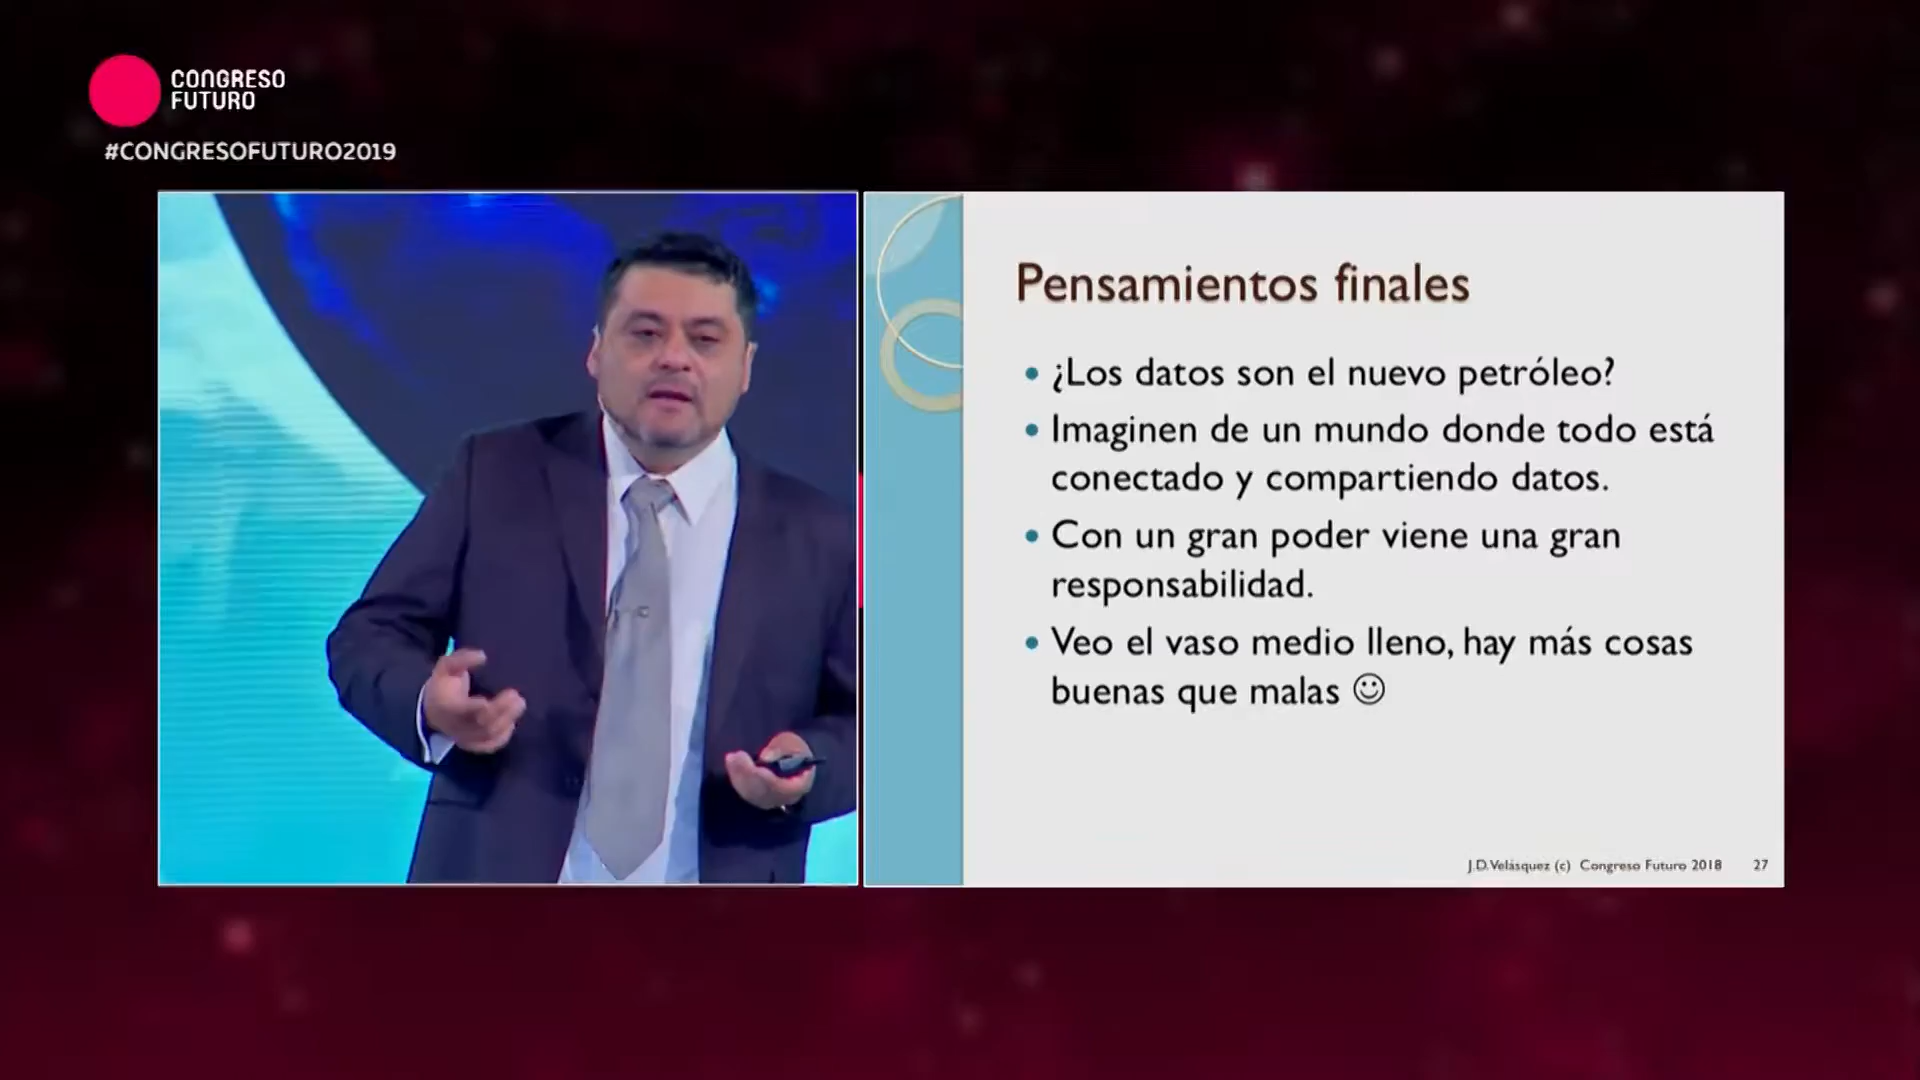 CONGRESO
FUTURO
#CONGRESOFUTURO2019
Pensamientos finales
• ¿Los datos son el nuevo petróleo?
• Imaginen de un mundo donde todo está
conectado y compartiendo datos.
• Con un gran poder viene una gran
responsabilidad.
• Veo el vaso medio lleno, hay más cosas
buenas que malas ☺
J.D.Velásquez (c) Congreso Futuro 2018 27